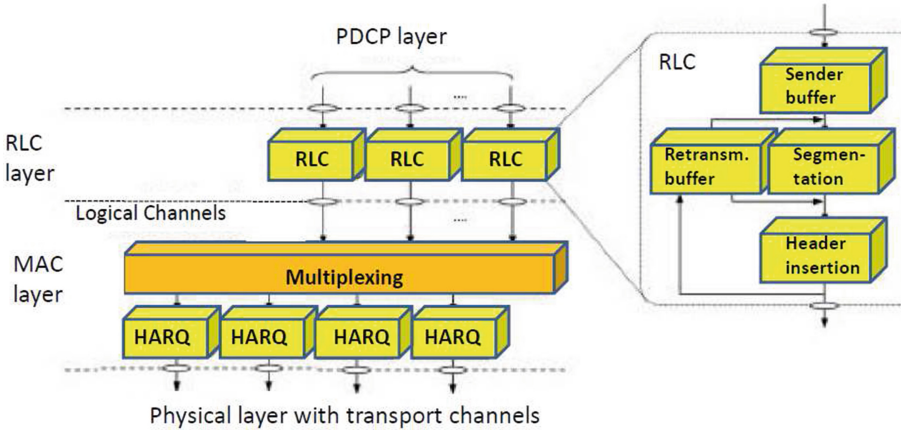 PDCP layer
....
RLC
layer
RLC
RLC
RLC
Logical Channels
....
MAC
layer
Multiplexing
HARQ
HARQ
HARQ
HARQ
Physical layer with transport channels
RLC
Sender
buffer
Retransm.
buffer
Segmen-
tation
Header
insertion